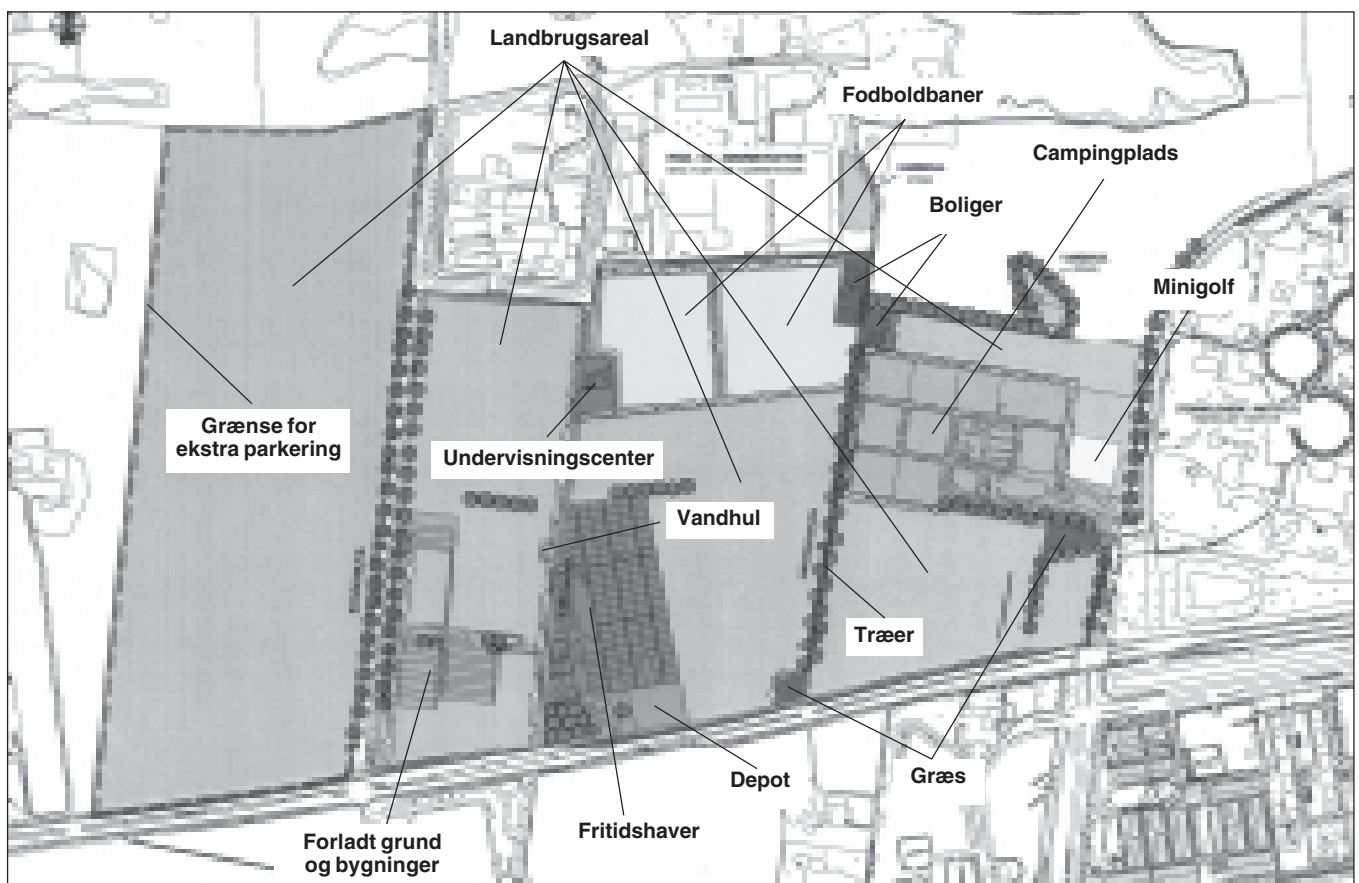 Landbrugsareal
Fodboldbaner
Campingplads
Boliger
Minigolf
Grænse for
ekstra parkering
Undervisningscenter
Vandhul
Træer
Depot
Græs
Fritidshaver
Forladt grund
og bygninger